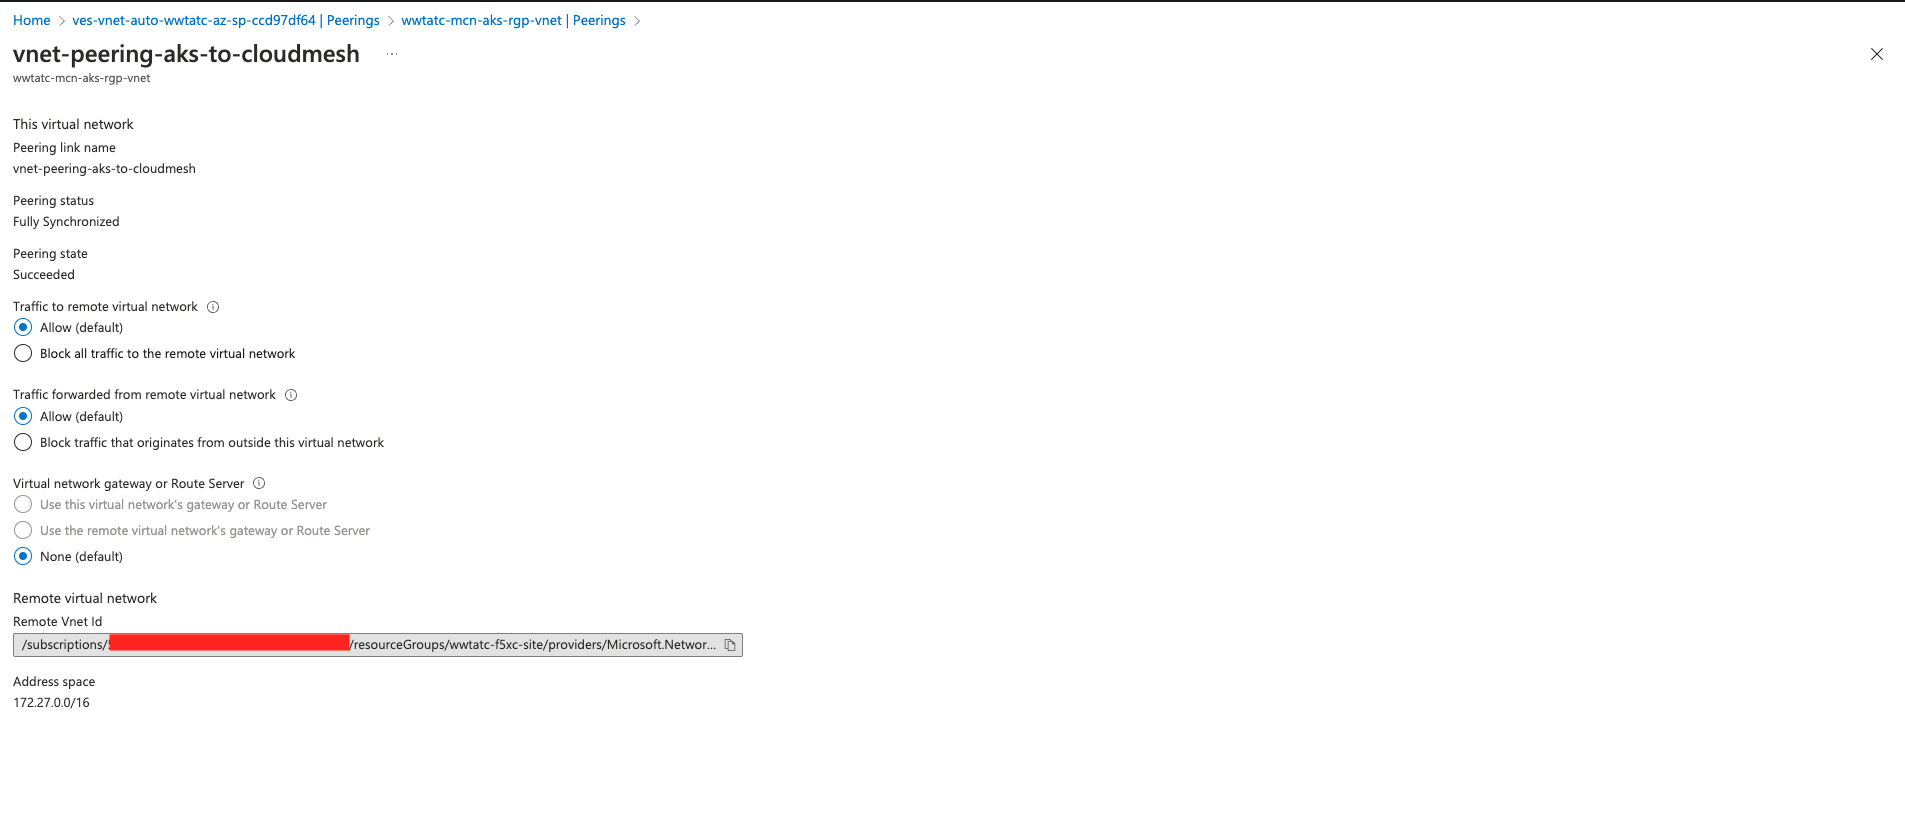 Home > ves-vnet-auto-wwtatc-az-sp-ccd97df64 | Peerings > wwtatc-mcn-aks-rgp-vnet | Peerings >
vnet-peering-aks-to-cloudmesh ...
wwtatc-mcn-aks-rgp-vnet
This virtual network
Peering link name
vnet-peering-aks-to-cloudmesh
Peering status
Fully Synchronized
Peering state
Succeeded
Traffic to remote virtual network
Allow (default)
Block all traffic to the remote virtual network
Traffic forwarded from remote virtual network
Allow (default)
Block traffic that originates from outside this virtual network
Virtual network gateway or Route Server
Use this virtual network's gateway or Route Server
Use the remote virtual network's gateway or Route Server
None (default)
Remote virtual network
Remote Vnet Id
/subscriptions/ /resourceGroups/wwtatc-f5xc-site/providers/Microsoft.Networ...
Address space
172.27.0.0/16